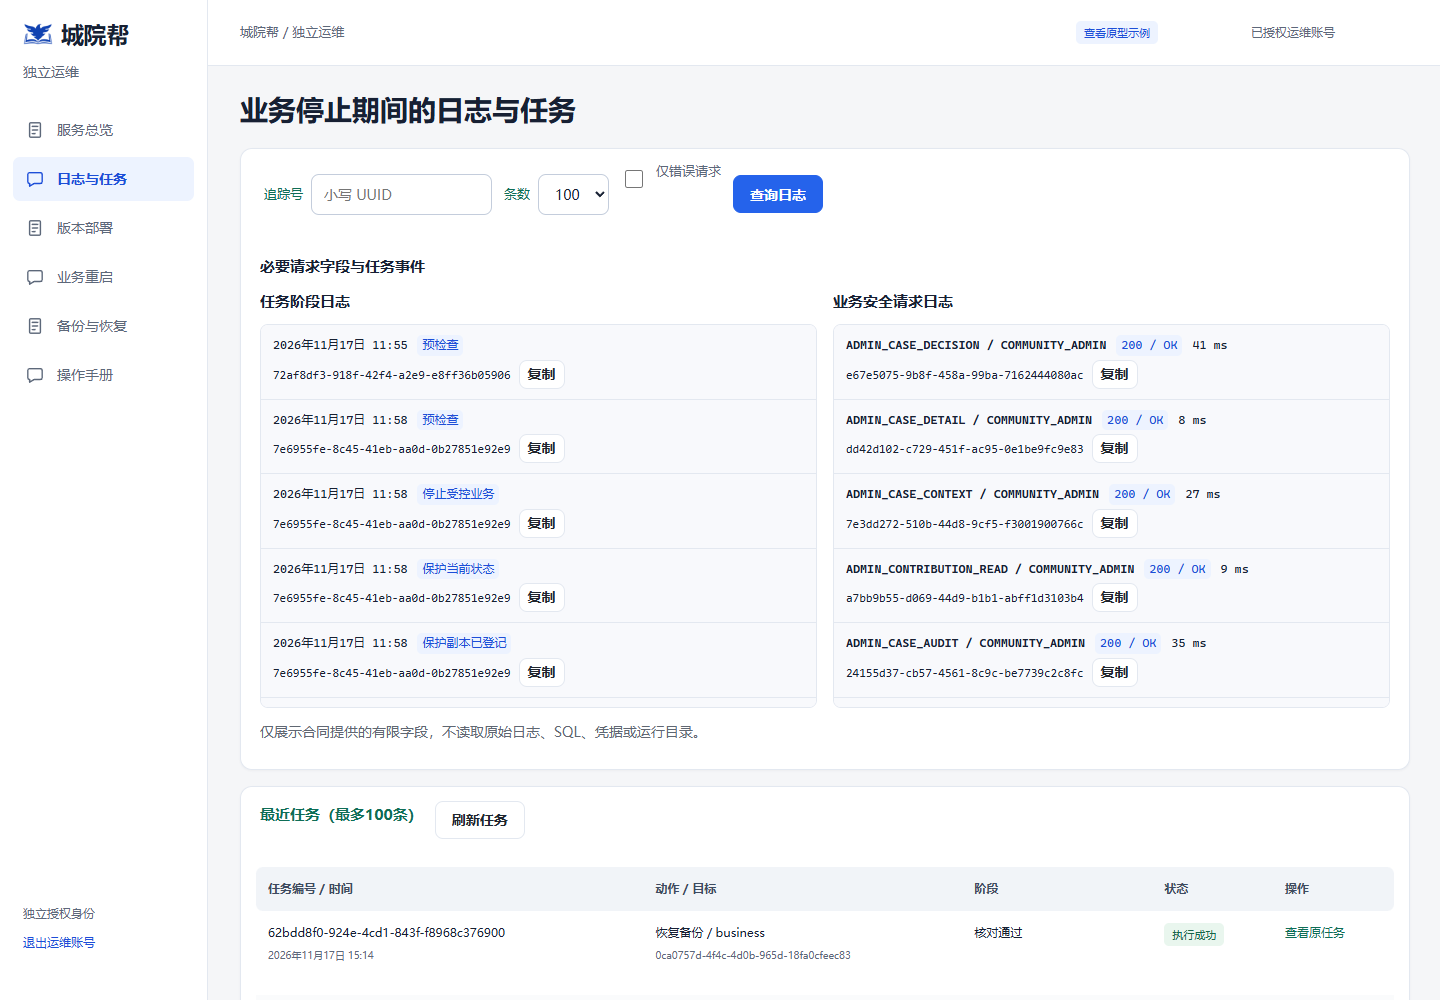 城院帮
独立运维
服务总览
日志与任务
版本部署
业务重启
备份与恢复
操作手册
独立授权身份
退出运维账号
城院帮 / 独立运维
查看原型示例
已授权运维账号
业务停止期间的日志与任务
追踪号
小写 UUID
条数
100
仅错误请求
查询日志
必要请求字段与任务事件
任务阶段日志
2026年11月17日 11:55 预检查
72af8df3-918f-42f4-a2e9-e8ff36b05906 复制
2026年11月17日 11:58 预检查
7e6955fe-8c45-41eb-aa0d-0b27851e92e9 复制
2026年11月17日 11:58 停止受控业务
7e6955fe-8c45-41eb-aa0d-0b27851e92e9 复制
2026年11月17日 11:58 保护当前状态
7e6955fe-8c45-41eb-aa0d-0b27851e92e9 复制
2026年11月17日 11:58 保护副本已登记
7e6955fe-8c45-41eb-aa0d-0b27851e92e9 复制
业务安全请求日志
ADMIN_CASE_DECISION / COMMUNITY_ADMIN 200 / OK 41 ms
e67e5075-9b8f-458a-99ba-7162444080ac 复制
ADMIN_CASE_DETAIL / COMMUNITY_ADMIN 200 / OK 8 ms
dd42d102-c729-451f-ac95-0e1be9fc9e83 复制
ADMIN_CASE_CONTEXT / COMMUNITY_ADMIN 200 / OK 27 ms
7e3dd272-510b-44d8-9cf5-f3001900766c 复制
ADMIN_CONTRIBUTION_READ / COMMUNITY_ADMIN 200 / OK 9 ms
a7bb9b55-d069-44d9-b1b1-abff1d3103b4 复制
ADMIN_CASE_AUDIT / COMMUNITY_ADMIN 200 / OK 35 ms
24155d37-cb57-4561-8c9c-be7739c2c8fc 复制
仅展示合同提供的有限字段，不读取原始日志、SQL、凭据或运行目录。
最近任务（最多100条）
刷新任务
任务编号 / 时间 动作 / 目标 阶段 状态 操作
62bdd8f0-924e-4cd1-843f-f8968c376900 恢复备份 / business 核对通过 执行成功 查看原任务
2026年11月17日 15:14 0ca0757d-4f4c-4d0b-965d-18fa0cfeec83